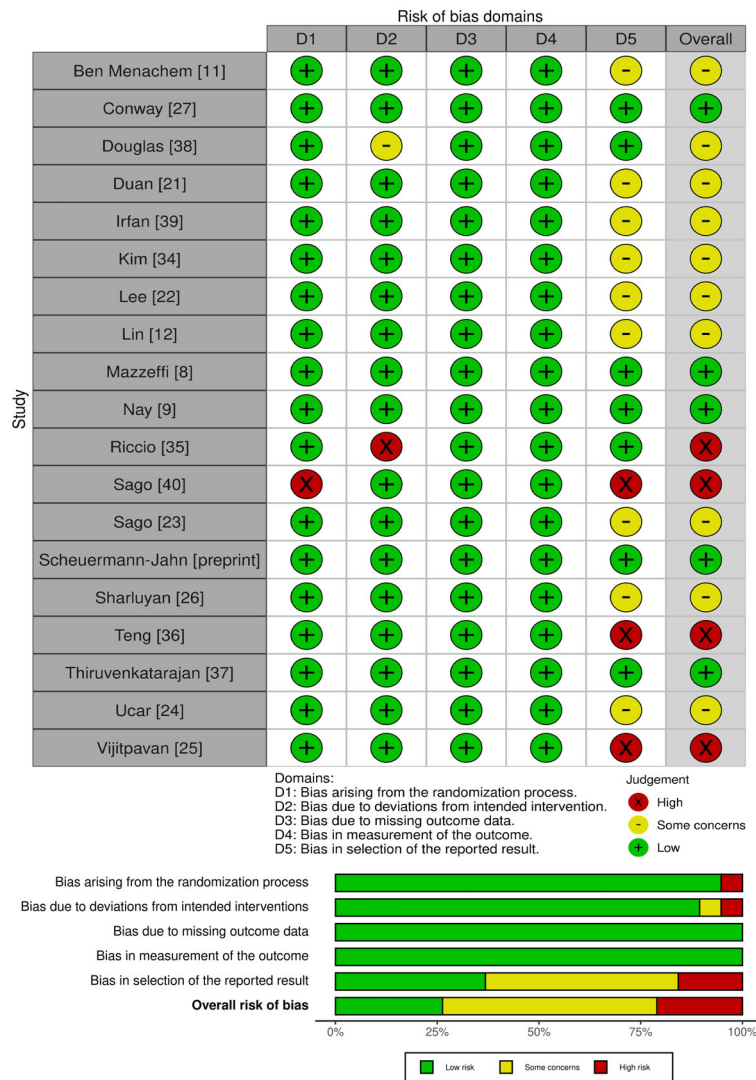 Risk of bias domains
D1 D2 D3 D4 D5 Overall
Study
Ben Menachem [11] + + + + - -
Conway [27] + + + + + +
Douglas [38] + - + + + -
Duan [21] + + + + - -
Irfan [39] + + + + - -
Kim [34] + + + + - -
Lee [22] + + + + - -
Lin [12] + + + + - -
Mazzeffi [8] + + + + + +
Nay [9] + + + + + +
Riccio [35] + X + + + X
Sago [40] X + + + X X
Sago [23] + + + + - -
Scheuermann-Jahn [preprint] + + + + + +
Sharluyan [26] + + + + - -
Teng [36] + + + + X X
Thiruvenkatarajan [37] + + + + + +
Ucar [24] + + + + - -
Vijitpavan [25] + + + + X X
Domains:
D1: Bias arising from the randomization process.
D2: Bias due to deviations from intended intervention.
D3: Bias due to missing outcome data.
D4: Bias in measurement of the outcome.
D5: Bias in selection of the reported result.
Judgement
X High
- Some concerns
+ Low
Bias arising from the randomization process
Bias due to deviations from intended interventions
Bias due to missing outcome data
Bias in measurement of the outcome
Bias in selection of the reported result
Overall risk of bias
0% 25% 50% 75% 100%
Low risk Some concerns High risk